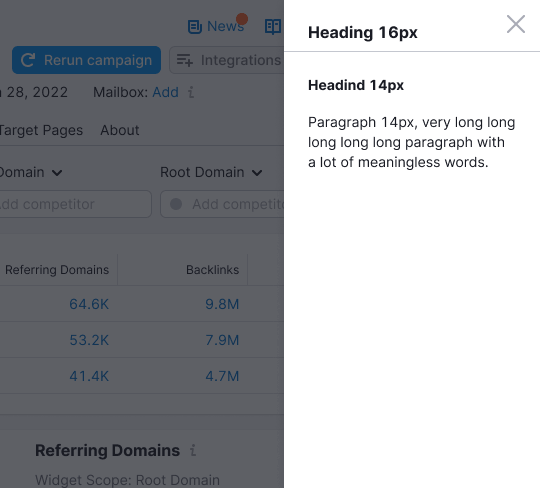 News
Rerun campaign
Integrations
28, 2022 Mailbox: Add
Target Pages About
Domain Root Domain
Add competitor Add competito
Referring Domains Backlinks
64.6K 9.8M
53.2K 7.9M
41.4K 4.7M
Referring Domains
Widget Scope: Root Domain
Heading 16px
Headind 14px
Paragraph 14px, very long long
long long long paragraph with
a lot of meaningless words.